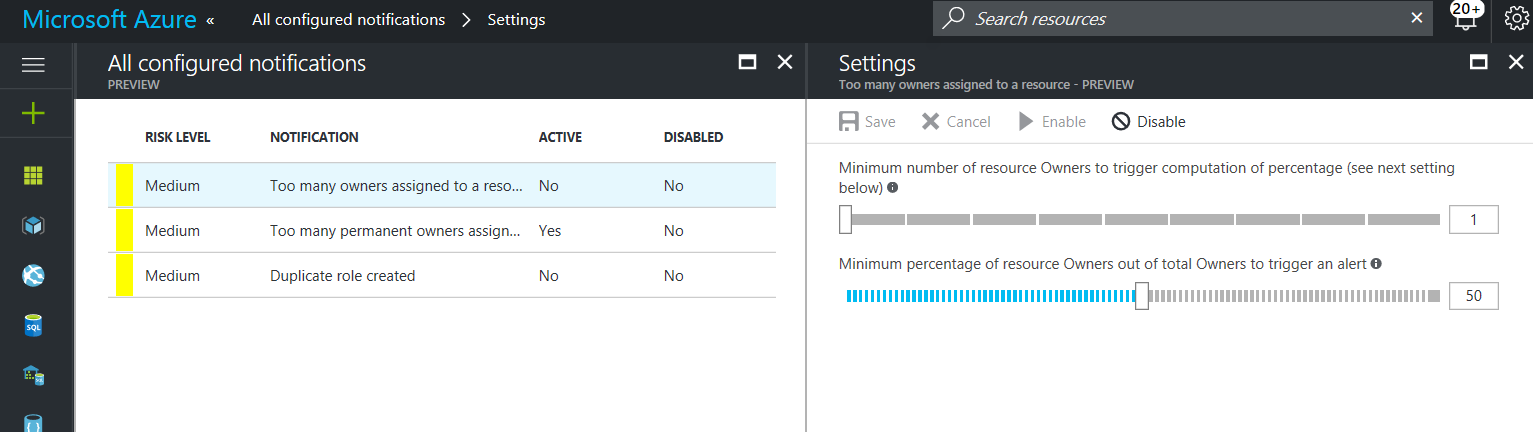 Microsoft Azure « All configured notifications > Settings Search resources × 20+
All configured notifications
PREVIEW
RISK LEVEL NOTIFICATION ACTIVE DISABLED
Medium Too many owners assigned to a reso... No No
Medium Too many permanent owners assign... Yes No
Medium Duplicate role created No No
Settings
Too many owners assigned to a resource - PREVIEW
Save Cancel Enable Disable
Minimum number of resource Owners to trigger computation of percentage (see next setting
below)
1
Minimum percentage of resource Owners out of total Owners to trigger an alert
50
SQL